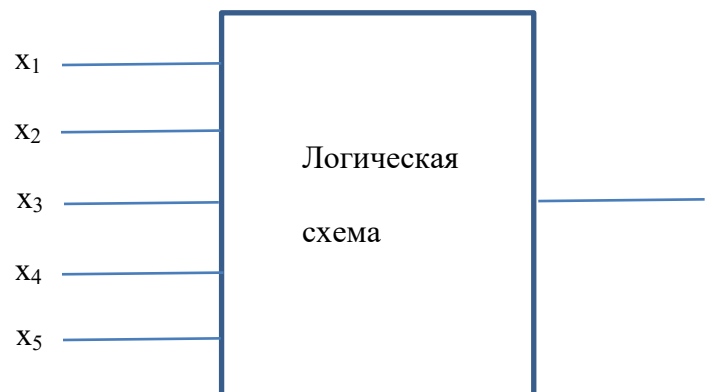 x₁
x₂
x₃
x₄
x₅
Логическая
схема